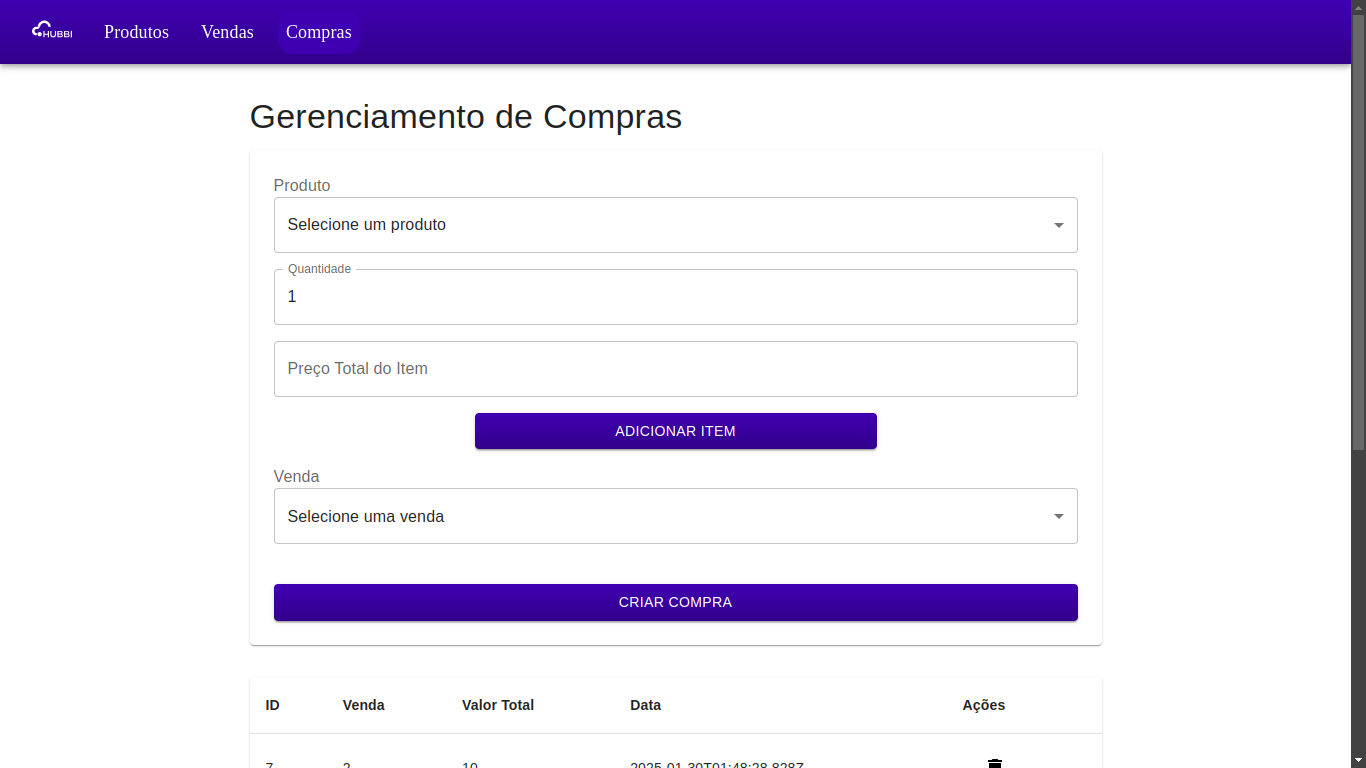 HUBBI Produtos Vendas Compras
Gerenciamento de Compras
Produto
Selecione um produto
Quantidade
1
Preço Total do Item
ADICIONAR ITEM
Venda
Selecione uma venda
CRIAR COMPRA
ID Venda Valor Total Data Ações
7 2 10 2025-01-30T01:48:28.828Z